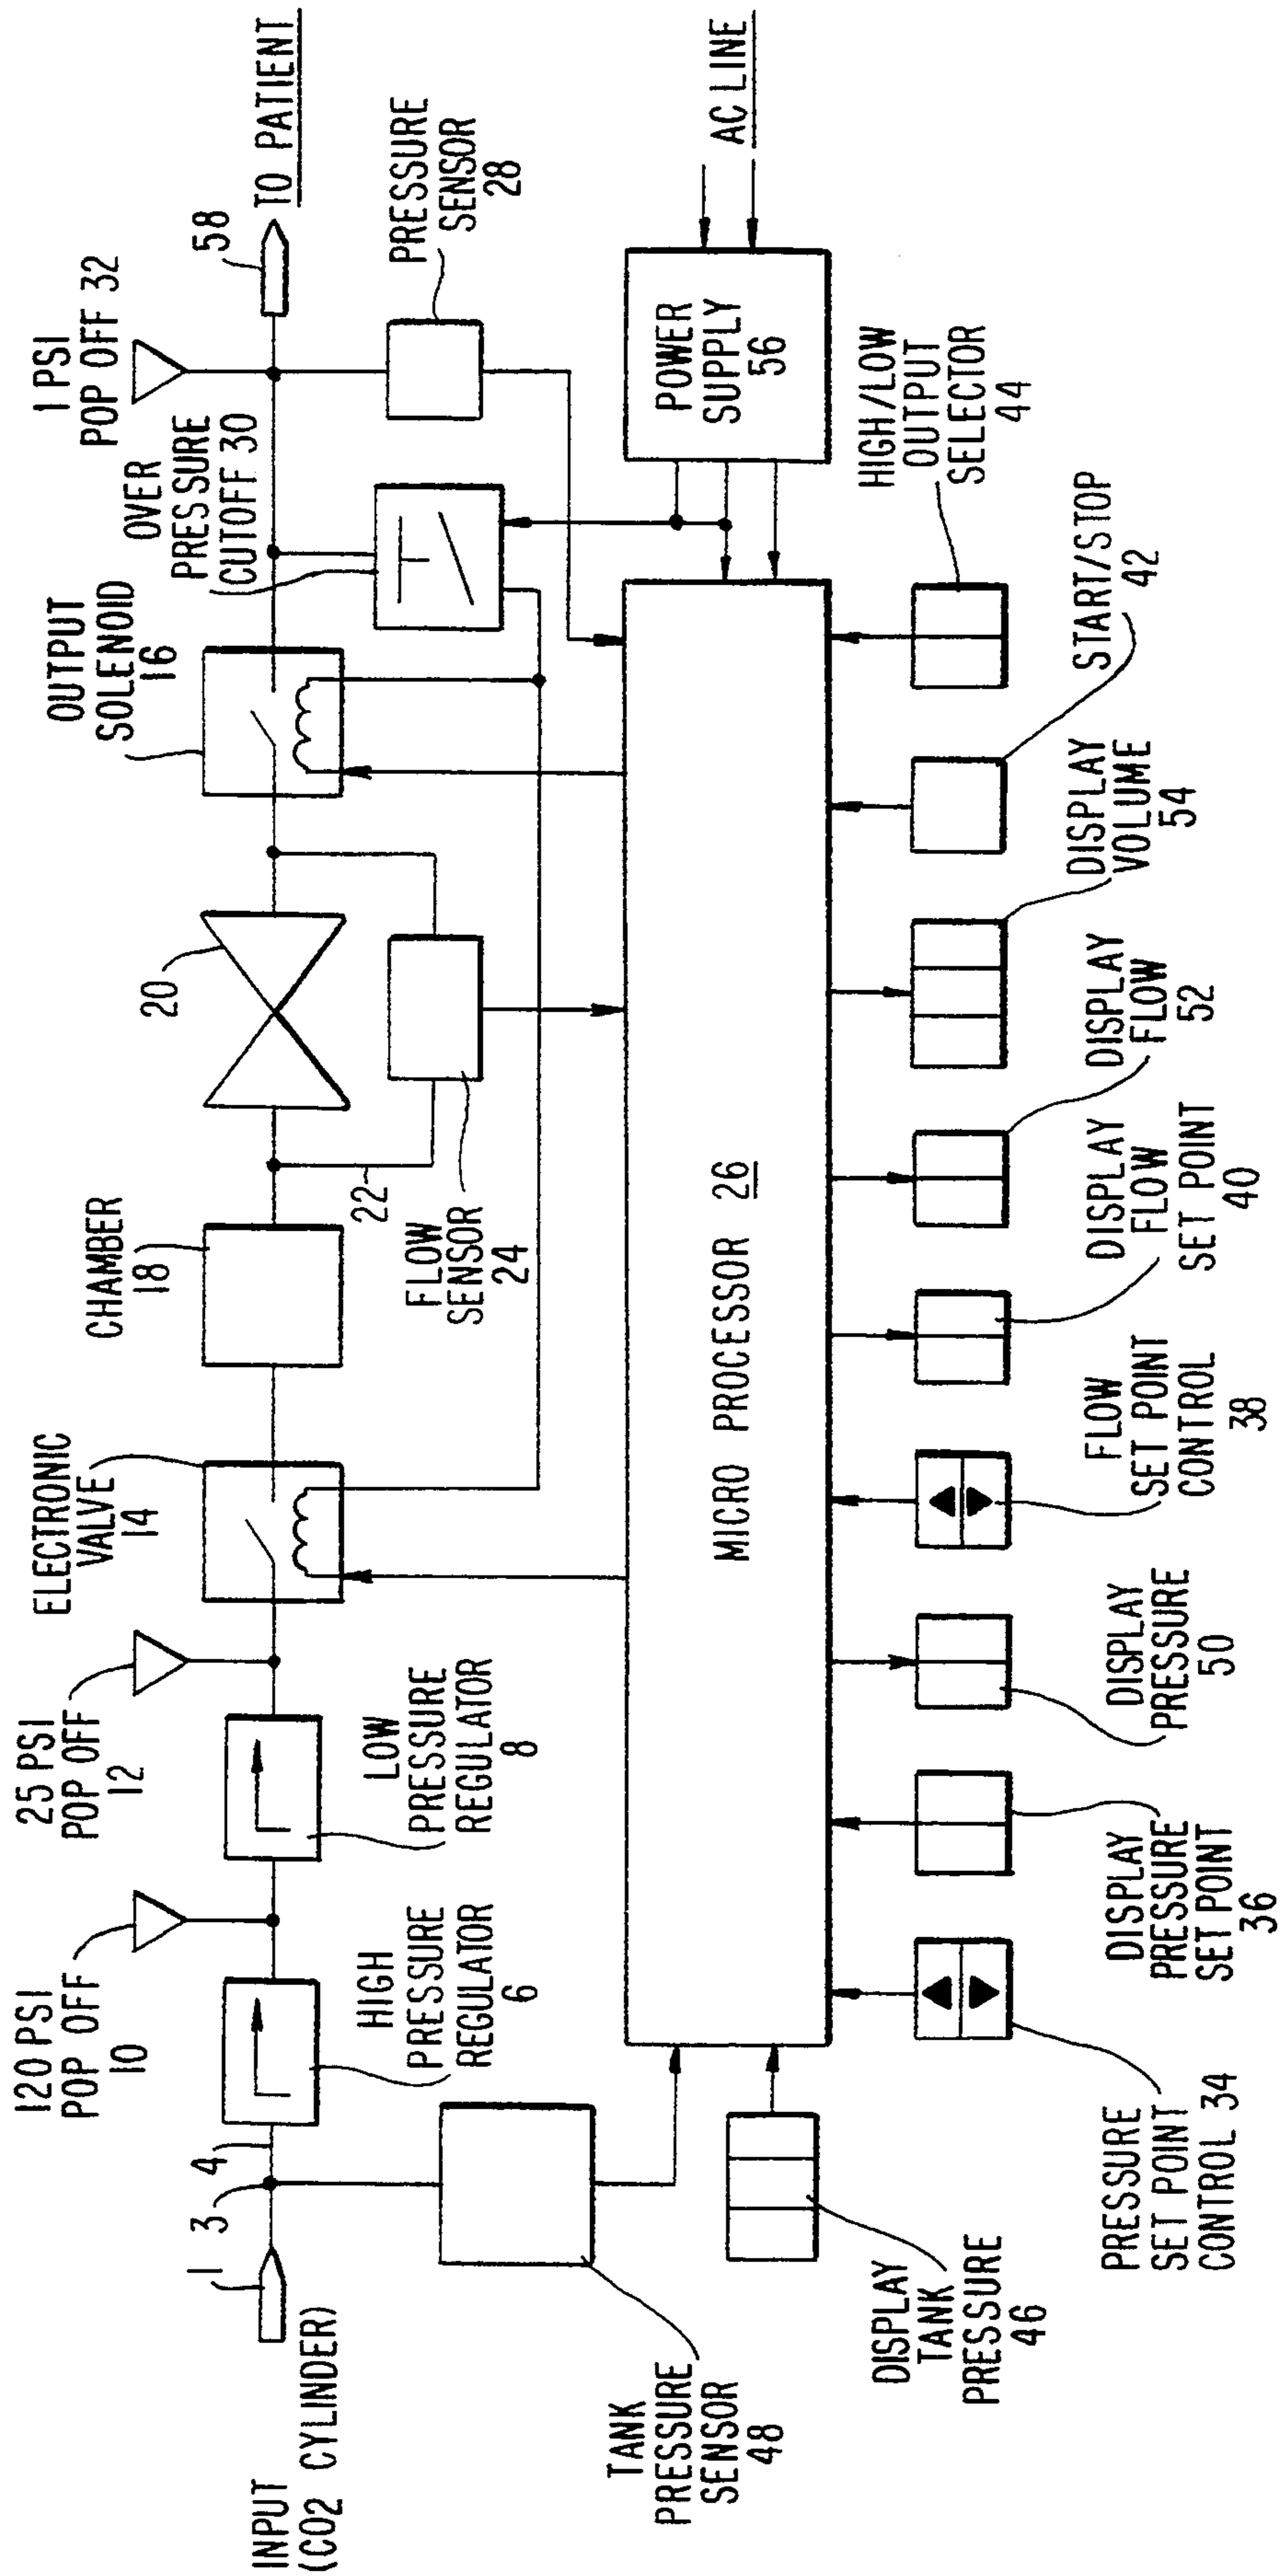 120 PSI
POP OFF
10
25 PSI
POP OFF
12
ELECTRONIC
VALVE
14
CHAMBER
18
20
OUTPUT
SOLENOID
16
OVER
PRESSURE
CUTOFF 30
1 PSI
POP OFF 32
58
TO PATIENT
1
3
4
INPUT
(CO2 CYLINDER)
HIGH
PRESSURE
REGULATOR
6
LOW
PRESSURE
REGULATOR
8
22
FLOW
SENSOR
24
PRESSURE
SENSOR
28
TANK
PRESSURE
SENSOR
48
MICRO PROCESSOR 26
POWER
SUPPLY
56
AC LINE
DISPLAY
TANK
PRESSURE
46
PRESSURE
SET POINT
CONTROL 34
DISPLAY
PRESSURE
SET POINT
36
DISPLAY
PRESSURE
50
FLOW
SET POINT
CONTROL
38
DISPLAY
FLOW
SET POINT
40
DISPLAY
FLOW
52
DISPLAY
VOLUME
54
START/STOP
42
HIGH/LOW
OUTPUT
SELECTOR
44